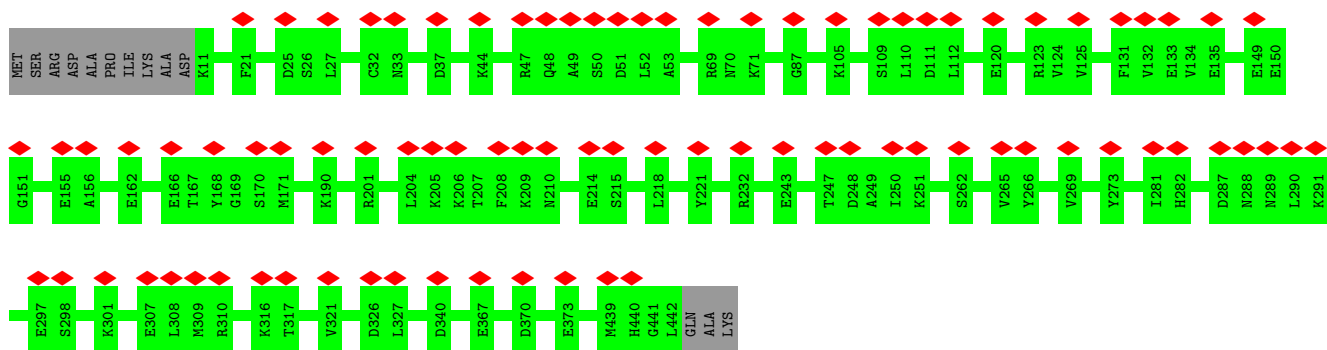 MET SER ARG ASP ALA PRO ILE LYS ALA ASP K11 F21 D25 S26 L27 C32 N33 D37 K44 R47 Q48 A49 S50 D51 L52 A53 R69 N70 K71 G87 K105 S109 L110 D111 L112 E120 R123 V124 V125 F131 V132 E133 V134 E135 E149 E150
G151 E155 A156 E162 E166 T167 Y168 G169 S170 M171 K190 R201 L204 K205 K206 T207 F208 K209 N210 E214 S215 L218 Y221 R232 E243 T247 D248 A249 I250 K251 S262 V265 Y266 V269 Y273 I281 H282 D287 N288 N289 L290 K291
E297 S298 K301 E307 L308 M309 R310 K316 T317 V321 D326 L327 D340 E367 D370 E373 M439 H440 G441 L442 GLN ALA LYS